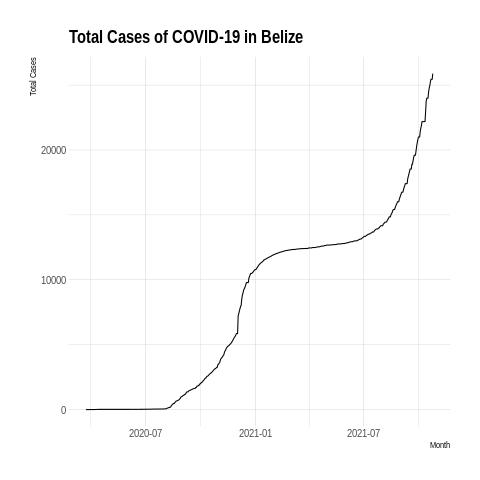 Total Cases of COVID-19 in Belize
Total Cases
20000
10000
0
2020-07 2021-01 2021-07
Month